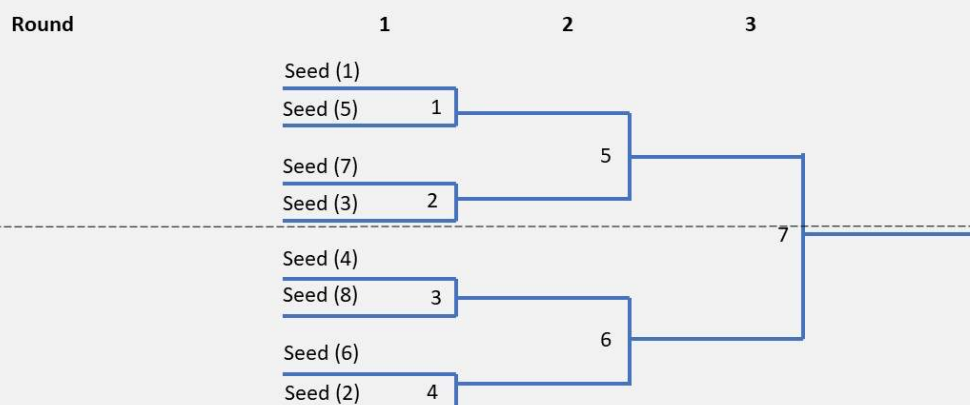 Round 1 2 3
Seed (1)
Seed (5) 1
5
Seed (7)
Seed (3) 2
7
Seed (4)
Seed (8) 3
6
Seed (6)
Seed (2) 4